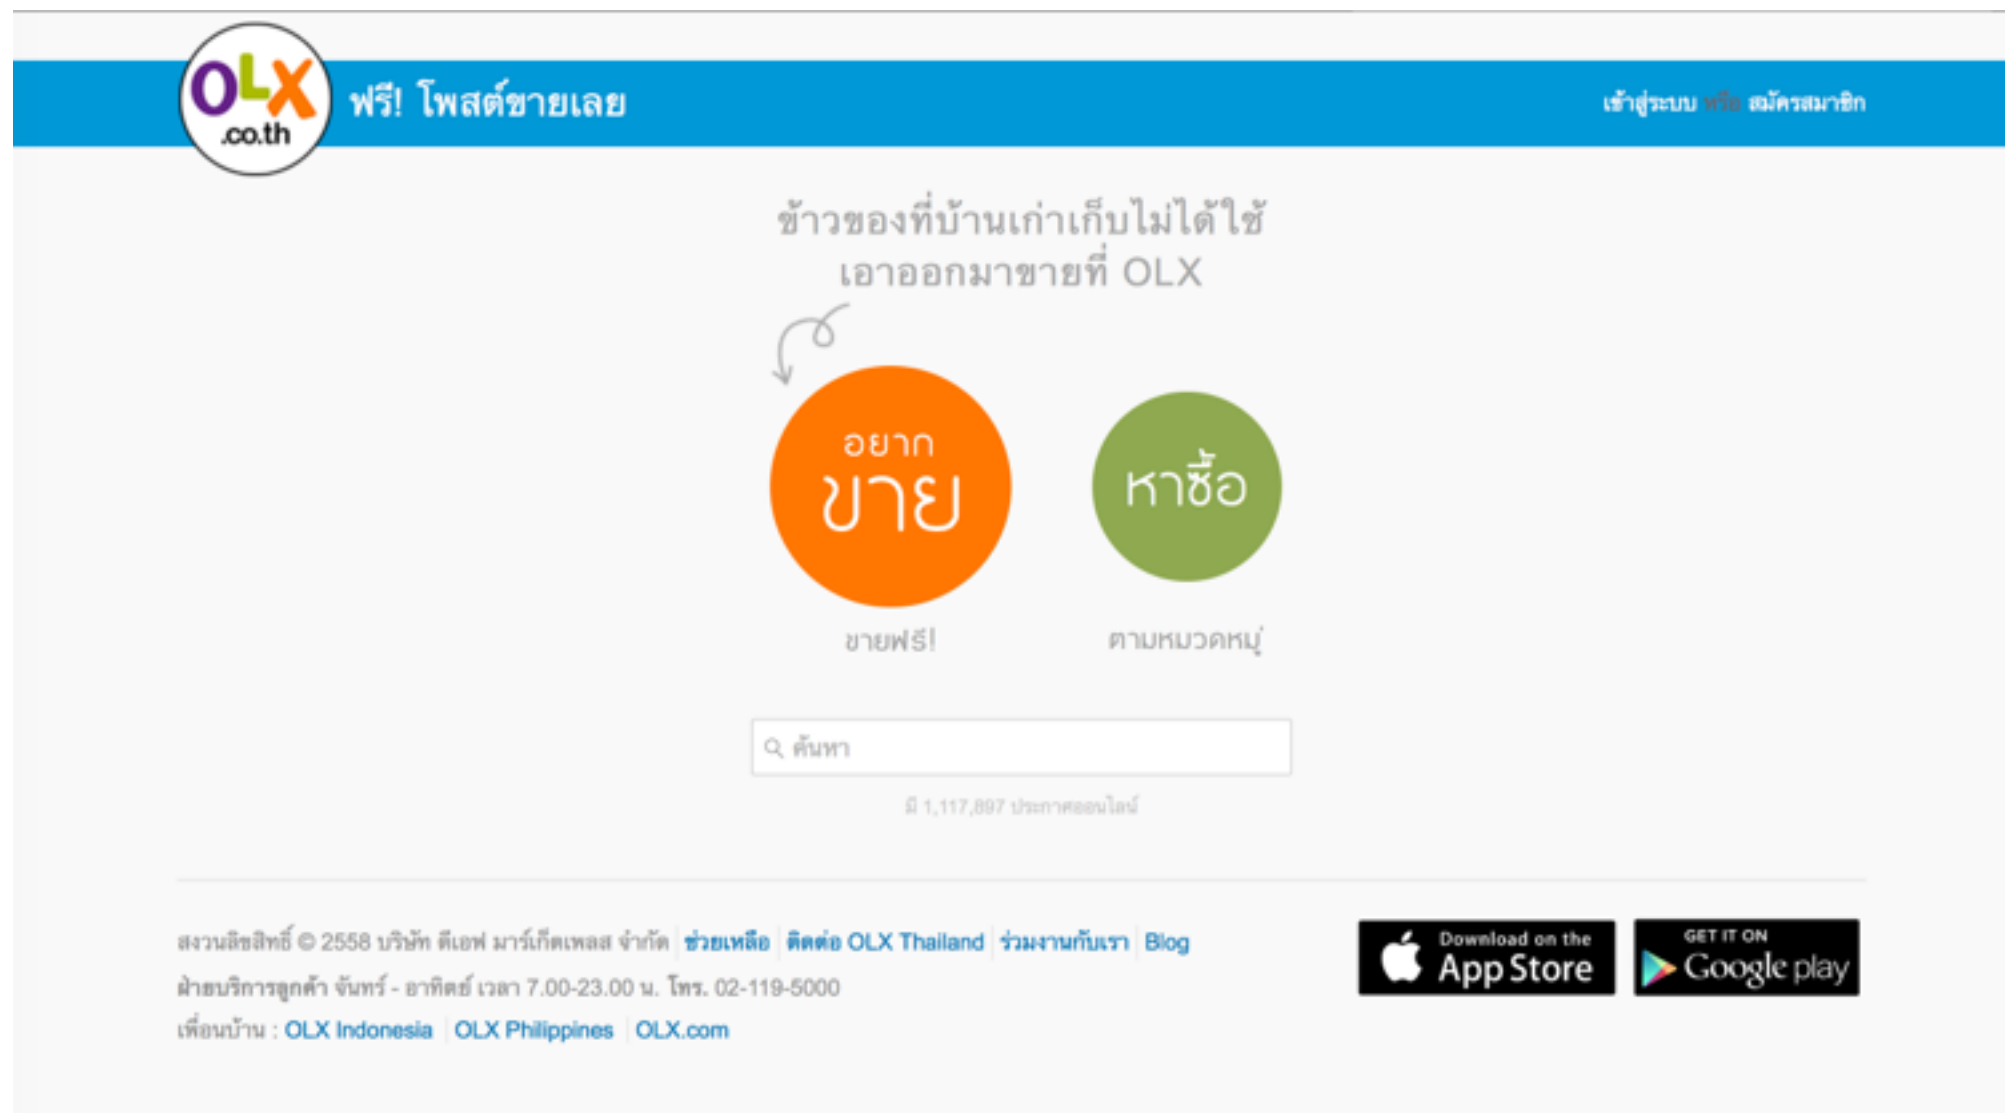 OLX
.co.th
ฟรี! โพสต์ขายเลย
เข้าสู่ระบบ หรือ สมัครสมาชิก
ข้าวของที่บ้านเก่าเก็บไม่ได้ใช้
เอาออกมาขายที่ OLX
อยาก
ขาย
หาซื้อ
ขายฟรี!
ตามหมวดหมู่
ค้นหา
มี 1,117,897 ประกาศออนไลน์
สงวนลิขสิทธิ์ © 2558 บริษัท ดีเอฟ มาร์เก็ตเพลส จำกัด ช่วยเหลือ ติดต่อ OLX Thailand ร่วมงานกับเรา Blog
ฝ่ายบริการลูกค้า จันทร์ - อาทิตย์ เวลา 7.00-23.00 น. โทร. 02-119-5000
เพื่อนบ้าน : OLX Indonesia OLX Philippines OLX.com
Download on the
App Store
GET IT ON
Google play